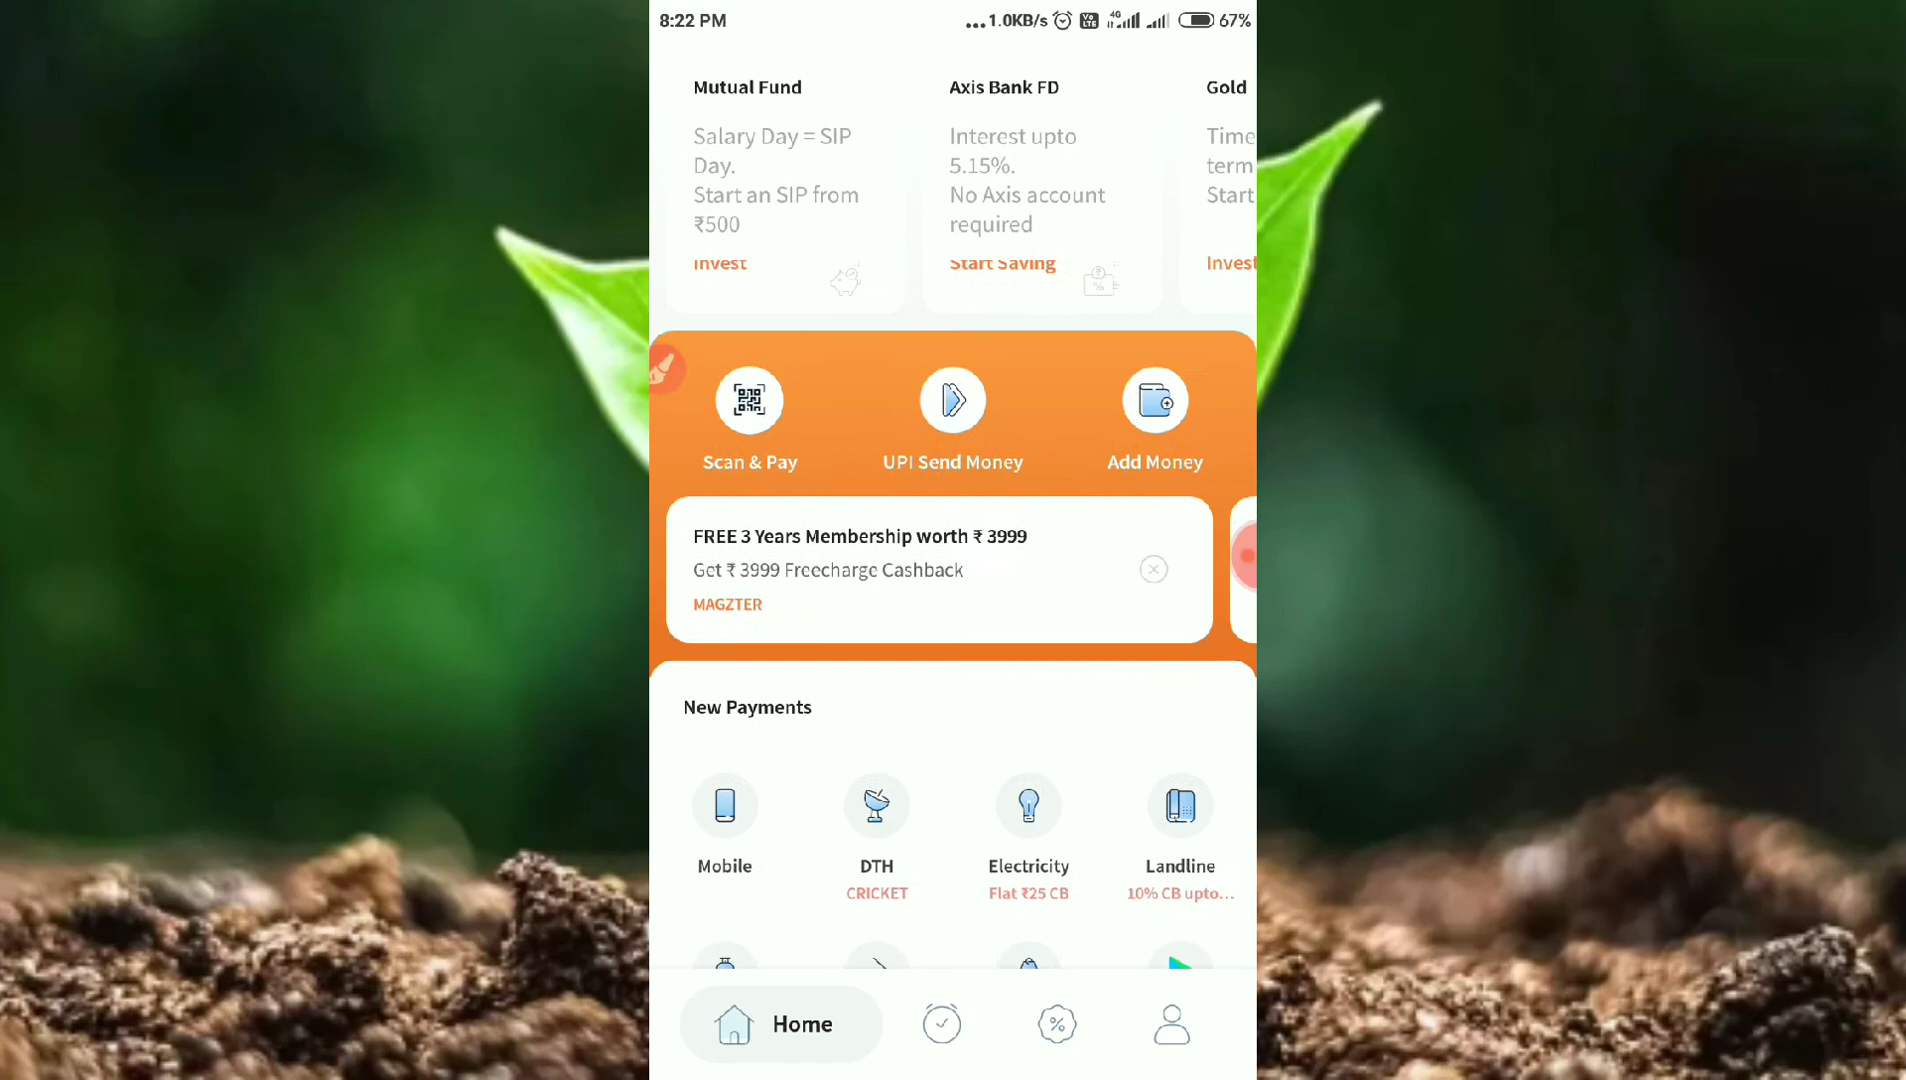 8:22 PM
...1.0KB/s Vo LTE 4G 67%
Mutual Fund
Salary Day = SIP
Day.
Start an SIP from
₹500
Invest
Axis Bank FD
Interest upto
5.15%.
No Axis account
required
Start Saving
Gold
Time
term
Start
Invest
Scan & Pay
UPI Send Money
Add Money
FREE 3 Years Membership worth ₹ 3999
Get ₹ 3999 Freecharge Cashback
MAGZTER
New Payments
Mobile
DTH
CRICKET
Electricity
Flat ₹25 CB
Landline
10% CB upto...
Home